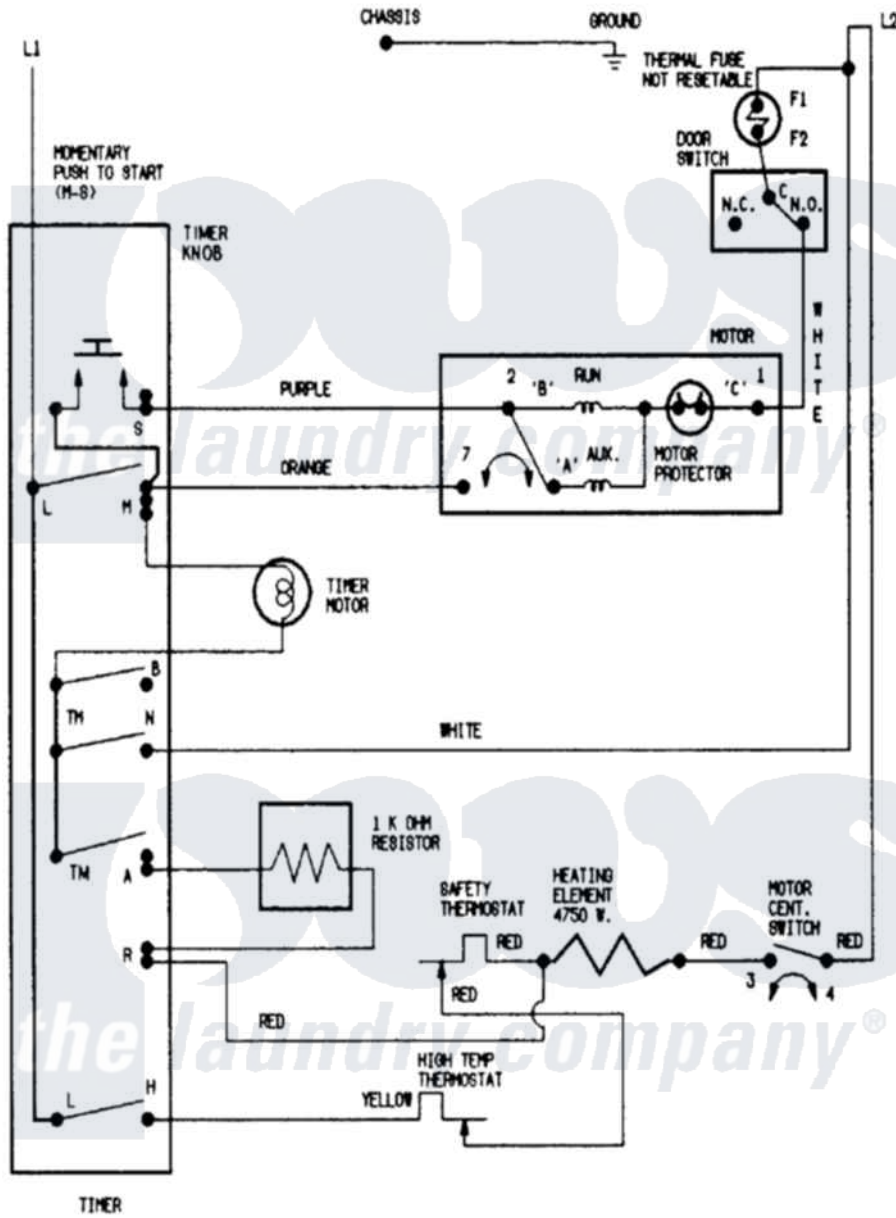 CHASSIS
GROUND
L2
L1
THERMAL FUSE
NOT RESETABLE
F1
F2
DOOR
SWITCH
MOMENTARY
PUSH TO START
(M-S)
C
N.C.
N.O.
TIMER
KNOB
WHITE
MOTOR
2
'B'
RUN
'C'
1
PURPLE
S
ORANGE
7
'A'
AUX.
MOTOR
PROTECTOR
L
M
TIMER
MOTOR
B
TM
N
WHITE
1 K OHM
RESISTOR
TM
A
SAFETY
THERMOSTAT
HEATING
ELEMENT
4750 W.
MOTOR
CENT.
SWITCH
R
RED
RED
RED
RED
3
4
RED
HIGH TEMP
THERMOSTAT
L
H
YELLOW
TIMER
the laundry company®
the laundry company®